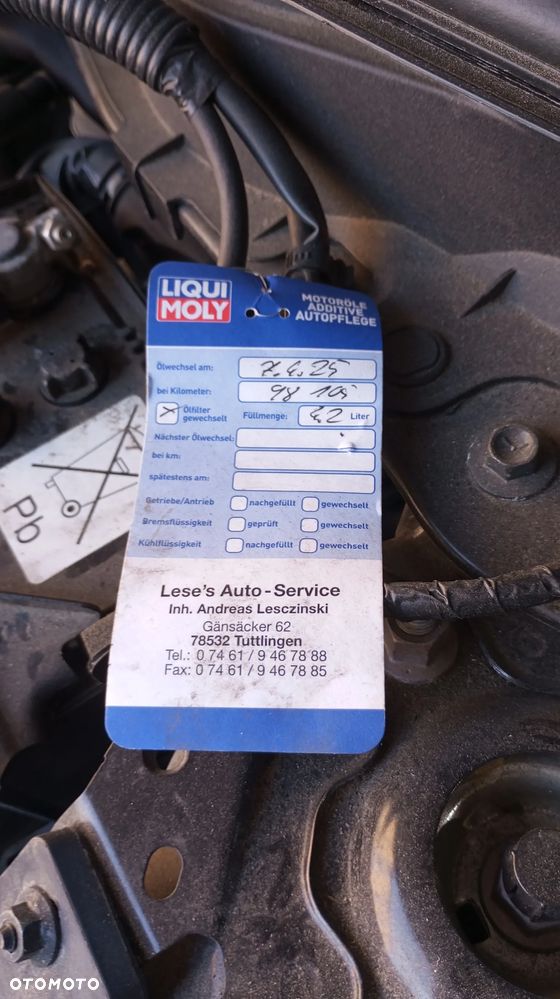 LIQUI
MOLY
MOTORÖLE
ADDITIVE
AUTOPFLEGE
Ölwechsel am: 7.4.25
bei Kilometer: 98 105
Ölfilter
gewechselt
Füllmenge: 4,2 Liter
Nächster Ölwechsel:
bei km:
spätestens am:
Getriebe/Antrieb nachgefüllt gewechselt
Bremsflüssigkeit geprüft gewechselt
Kühlflüssigkeit nachgefüllt gewechselt
Lese's Auto-Service
Inh. Andreas Lesczinski
Gänsäcker 62
78532 Tuttlingen
Tel.: 0 74 61 / 9 46 78 88
Fax: 0 74 61 / 9 46 78 85
Pb
OTOMOTO